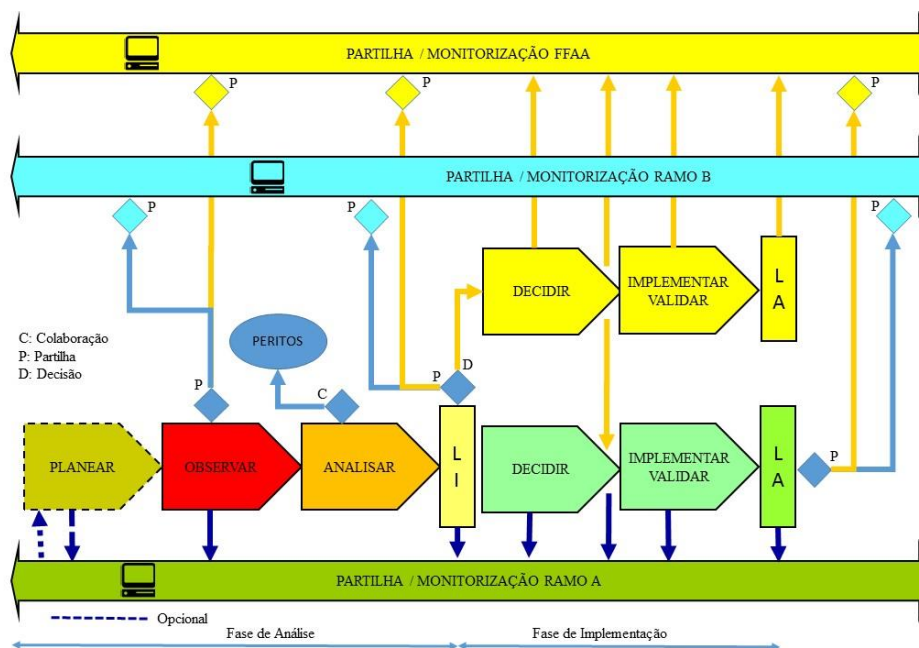 PARTILHA / MONITORIZAÇÃO FFAA
P
P
P
PARTILHA / MONITORIZAÇÃO RAMO B
P
P
P
DECIDIR
IMPLEMENTAR
VALIDAR
L
A
C: Colaboração
P: Partilha
D: Decisão
PERITOS
P
C
P
D
PLANEAR
OBSERVAR
ANALISAR
L
I
DECIDIR
IMPLEMENTAR
VALIDAR
L
A
P
PARTILHA / MONITORIZAÇÃO RAMO A
Opcional
Fase de Análise
Fase de Implementação